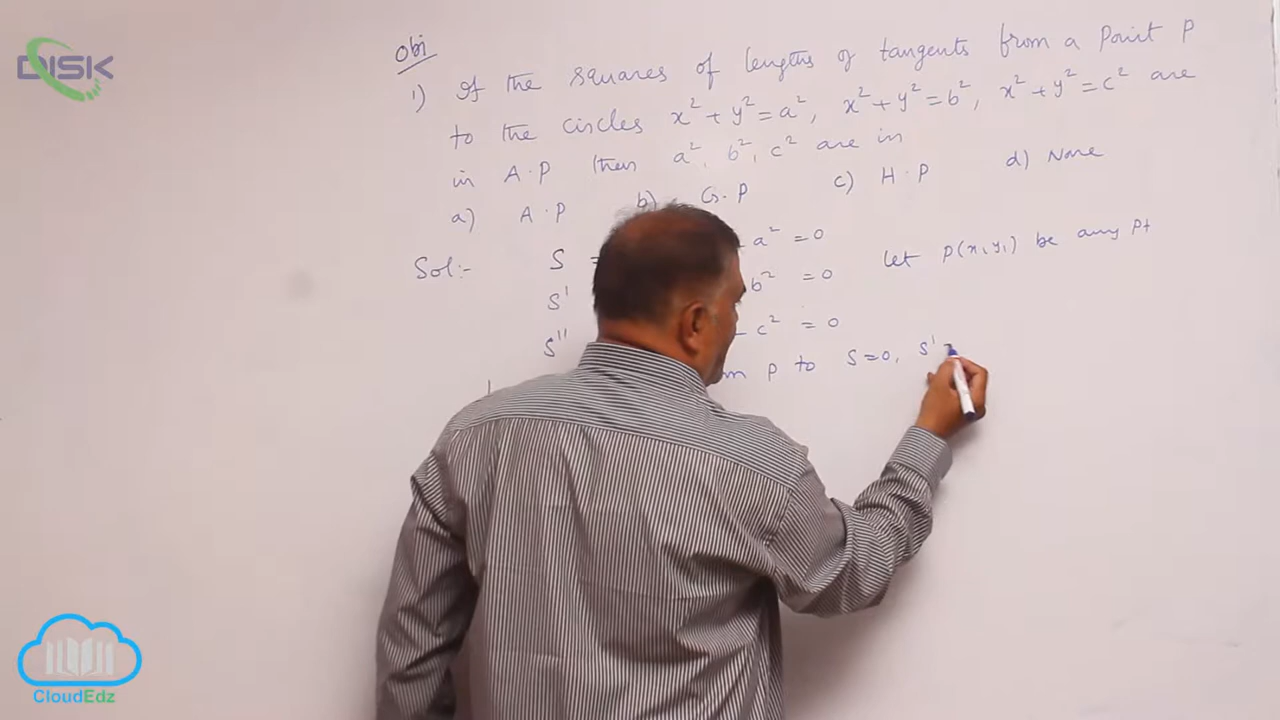 DISK
Obj
1) If the squares of lengths of tangents from a point P
to the circles x² + y² = a², x² + y² = b², x² + y² = c² are
in A.P then a², b², c² are in
a) A.P b) G.P c) H.P d) None
Sol:- S = - a² = 0 Let P(x₁ y₁) be any pt
S' b² = 0
S'' - c² = 0
P to S=0, S'
CloudEdz